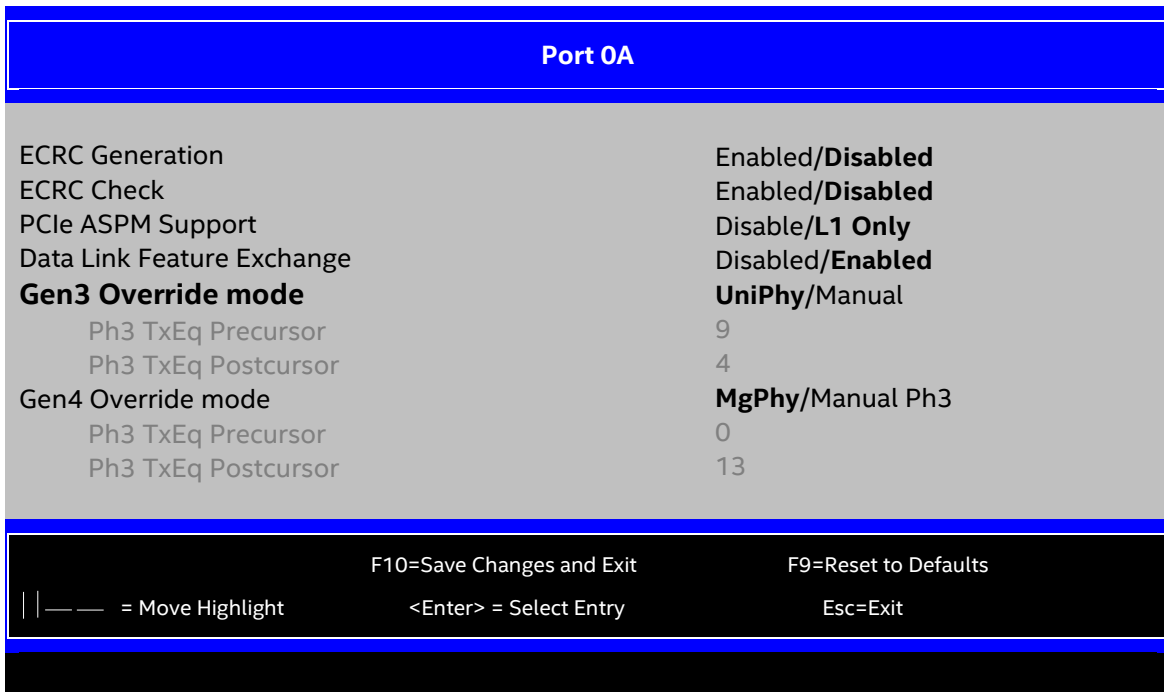 Port 0A
ECRC Generation Enabled/Disabled
ECRC Check Enabled/Disabled
PCIe ASPM Support Disable/L1 Only
Data Link Feature Exchange Disabled/Enabled
Gen3 Override mode UniPhy/Manual
Ph3 TxEq Precursor 9
Ph3 TxEq Postcursor 4
Gen4 Override mode MgPhy/Manual Ph3
Ph3 TxEq Precursor 0
Ph3 TxEq Postcursor 13
F10=Save Changes and Exit F9=Reset to Defaults
= Move Highlight <Enter> = Select Entry Esc=Exit